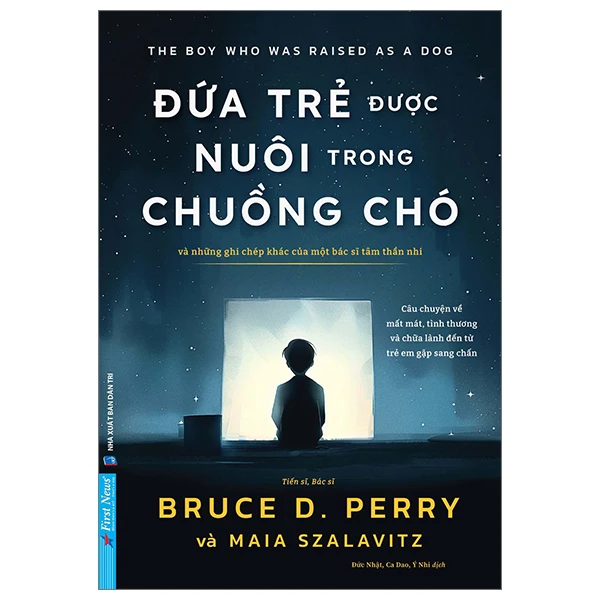 THE BOY WHO WAS RAISED AS A DOG
ĐỨA TRẺ ĐƯỢC
NUÔI TRONG
CHUỒNG CHÓ
và những ghi chép khác của một bác sĩ tâm thần nhi
Câu chuyện về
mất mát, tình thương
và chữa lành đến từ
trẻ em gặp sang chấn
NHÀ XUẤT BẢN DÂN TRÍ
First News
Tiến sĩ, Bác sĩ
BRUCE D. PERRY
và MAIA SZALAVITZ
Đức Nhật, Ca Dao, Ý Nhi dịch